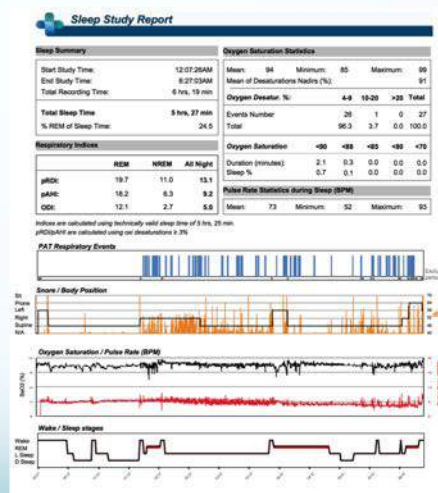 Sleep Study Report
Sleep Summary
Start Study Time: 12:07:26AM
End Study Time: 6:27:03AM
Total Recording Time: 6 hrs, 19 min
Total Sleep Time 5 hrs, 27 min
% REM of Sleep Time: 24.5
Respiratory Indices
REM NREM All Night
pRDI: 19.7 11.0 13.1
pAHI: 18.2 6.3 9.2
ODI: 12.1 2.7 5.0
Indices are calculated using technically valid sleep time of 5 hrs, 25 min.
pRDI/pAHI are calculated using oxi desaturations ≥ 3%
Oxygen Saturation Statistics
Mean: 94 Minimum: 85 Maximum: 99
Mean of Desaturations Nadirs (%): 91
Oxygen Desatur. %: 4-9 10-20 >20 Total
Events Number 26 1 0 27
Total 96.3 3.7 0.0 100.0
Oxygen Saturation <90 <88 <85 <80 <70
Duration (minutes): 2.1 0.3 0.0 0.0 0.0
Sleep % 0.7 0.1 0.0 0.0 0.0
Pulse Rate Statistics during Sleep (BPM)
Mean: 73 Minimum: 52 Maximum: 93
PAT Respiratory Events
Snore / Body Position
Sit
Prone
Left
Right
Supine
N/A
Oxygen Saturation / Pulse Rate (BPM)
SaO2 (%)
Wake / Sleep stages
Wake
REM
L Sleep
D Sleep